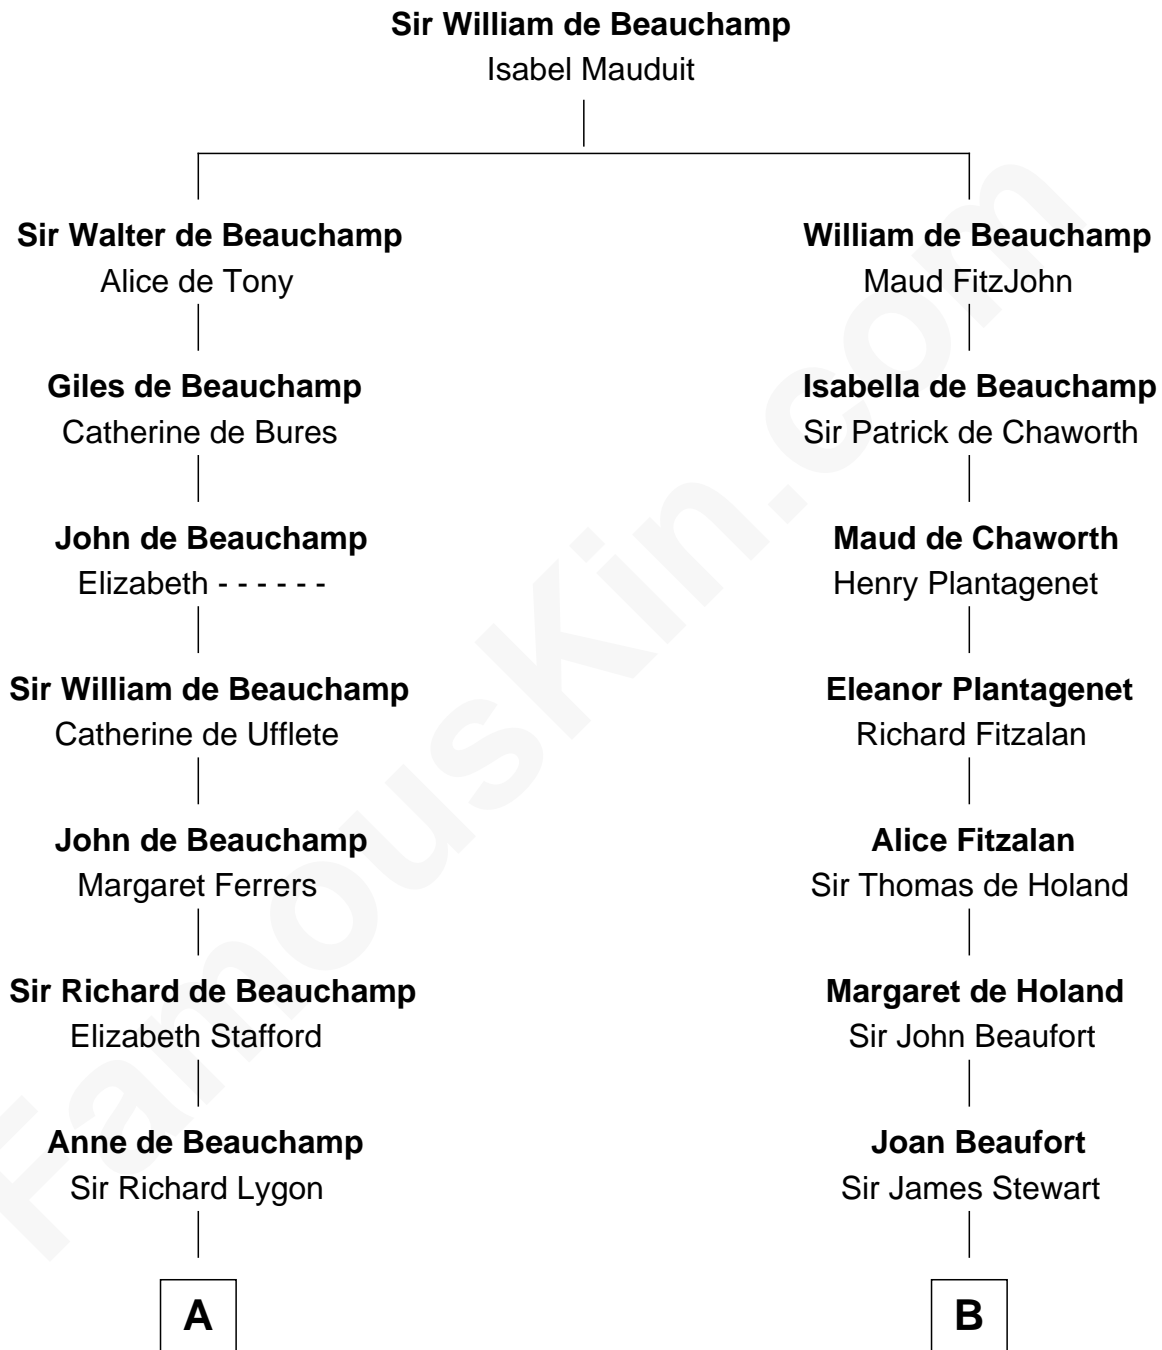 Sir William de Beauchamp
Isabel Mauduit
Sir Walter de Beauchamp
Alice de Tony
William de Beauchamp
Maud FitzJohn
Giles de Beauchamp
Catherine de Bures
Isabella de Beauchamp
Sir Patrick de Chaworth
John de Beauchamp
Elizabeth - - - - - -
Maud de Chaworth
Henry Plantagenet
Sir William de Beauchamp
Catherine de Ufflete
Eleanor Plantagenet
Richard Fitzalan
John de Beauchamp
Margaret Ferrers
Alice Fitzalan
Sir Thomas de Holand
Sir Richard de Beauchamp
Elizabeth Stafford
Margaret de Holand
Sir John Beaufort
Anne de Beauchamp
Sir Richard Lygon
Joan Beaufort
Sir James Stewart
A
B
FamousKin.com